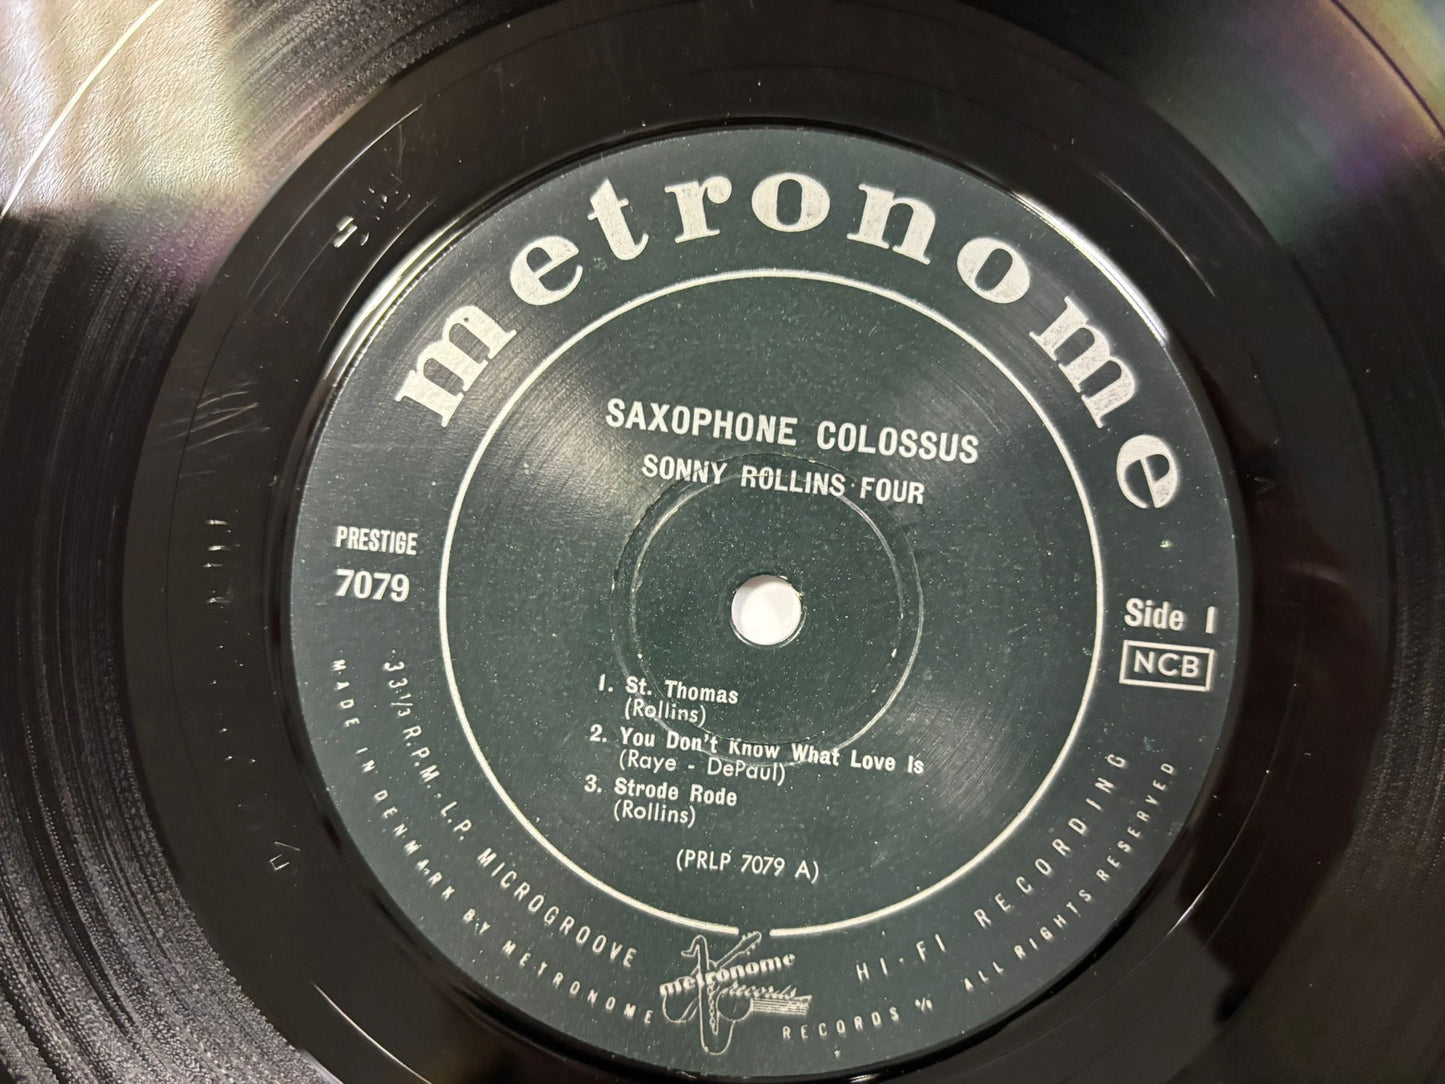 metronome
SAXOPHONE COLOSSUS
SONNY ROLLINS FOUR
PRESTIGE
7079
Side 1
NCB
1. St. Thomas
(Rollins)
2. You Don't Know What Love Is
(Raye - DePaul)
3. Strode Rode
(Rollins)
(PRLP 7079 A)
33 1/3 R.P.M. - L.P. MICROGROOVE
HI-FI RECORDING
MADE IN DENMARK BY METRONOME RECORDS A/S ALL RIGHTS RESERVED
metronome
records